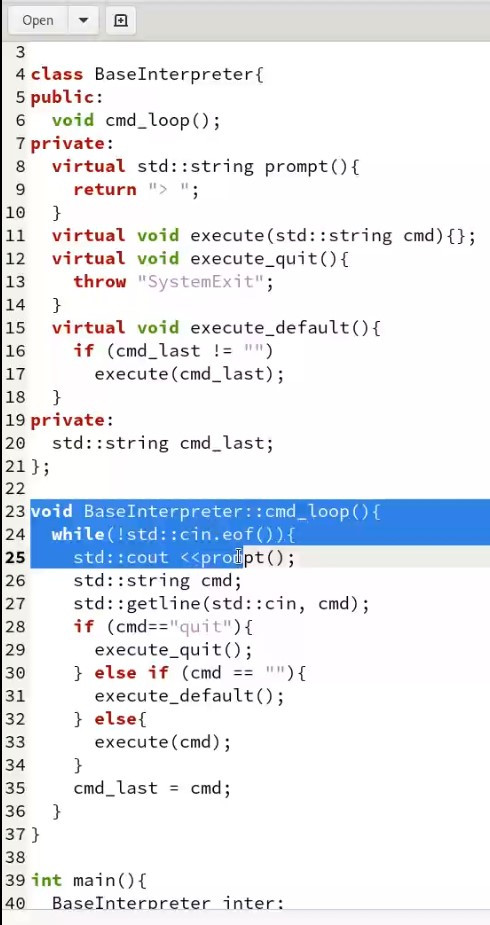 Open
3
4 class BaseInterpreter{
5 public:
6   void cmd_loop();
7 private:
8   virtual std::string prompt(){
9     return "> ";
10   }
11   virtual void execute(std::string cmd){};
12   virtual void execute_quit(){
13     throw "SystemExit";
14   }
15   virtual void execute_default(){
16     if (cmd_last != "")
17       execute(cmd_last);
18   }
19 private:
20   std::string cmd_last;
21 };
22
23 void BaseInterpreter::cmd_loop(){
24   while(!std::cin.eof()){
25     std::cout <<prompt();
26     std::string cmd;
27     std::getline(std::cin, cmd);
28     if (cmd=="quit"){
29       execute_quit();
30     } else if (cmd == ""){
31       execute_default();
32     } else{
33       execute(cmd);
34     }
35     cmd_last = cmd;
36   }
37 }
38
39 int main(){
40   BaseInterpreter inter;